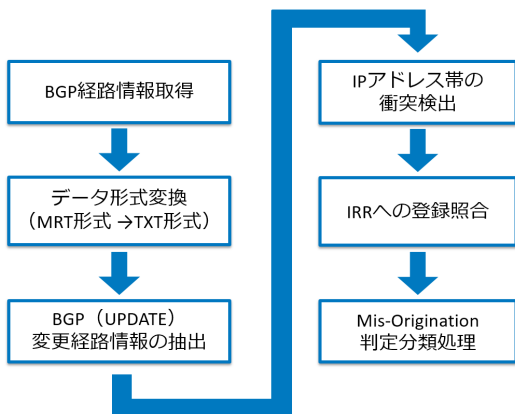 BGP経路情報取得
データ形式変換
（MRT形式 →TXT形式）
BGP（UPDATE）
変更経路情報の抽出
IPアドレス帯の
衝突検出
IRRへの登録照合
Mis-Origination
判定分類処理